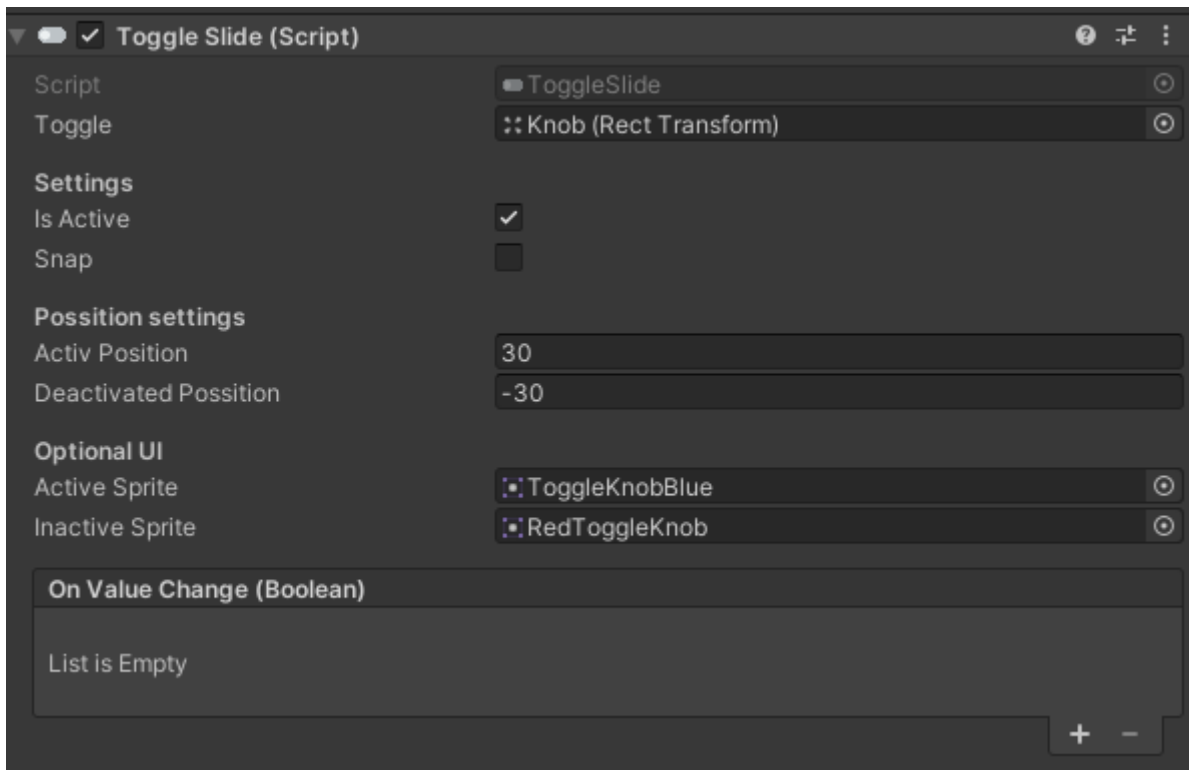 Toggle Slide (Script)
Script ToggleSlide
Toggle Knob (Rect Transform)
Settings
Is Active
Snap
Possition settings
Activ Position 30
Deactivated Possition -30
Optional UI
Active Sprite ToggleKnobBlue
Inactive Sprite RedToggleKnob
On Value Change (Boolean)
List is Empty